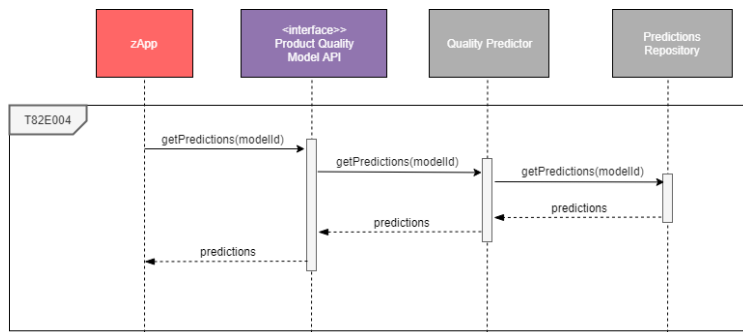 zApp
<interface>>
Product Quality
Model API
Quality Predictor
Predictions
Repository
T82E004
getPredictions(modelId)
getPredictions(modelId)
getPredictions(modelId)
predictions
predictions
predictions